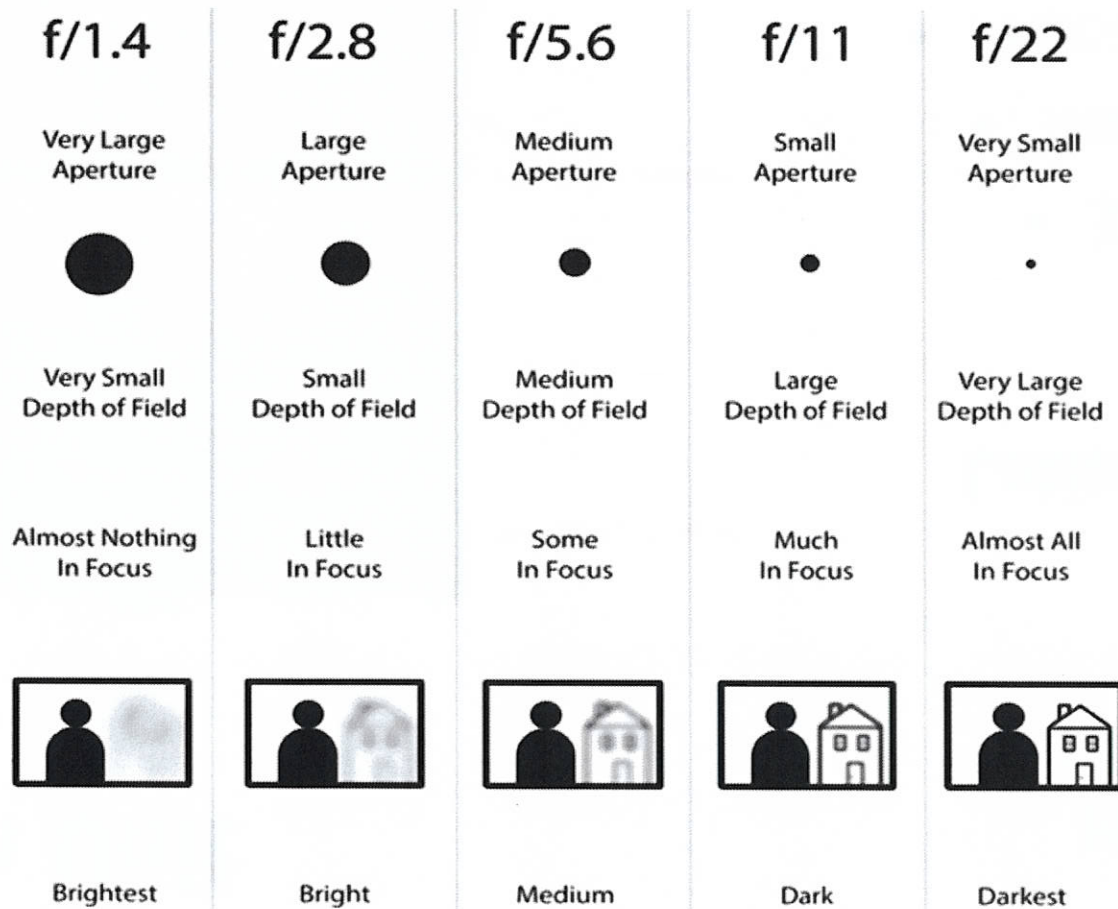 f/1.4
f/2.8
f/5.6
f/11
f/22
Very Large
Aperture
Large
Aperture
Medium
Aperture
Small
Aperture
Very Small
Aperture
Very Small
Depth of Field
Small
Depth of Field
Medium
Depth of Field
Large
Depth of Field
Very Large
Depth of Field
Almost Nothing
In Focus
Little
In Focus
Some
In Focus
Much
In Focus
Almost All
In Focus
Brightest
Bright
Medium
Dark
Darkest